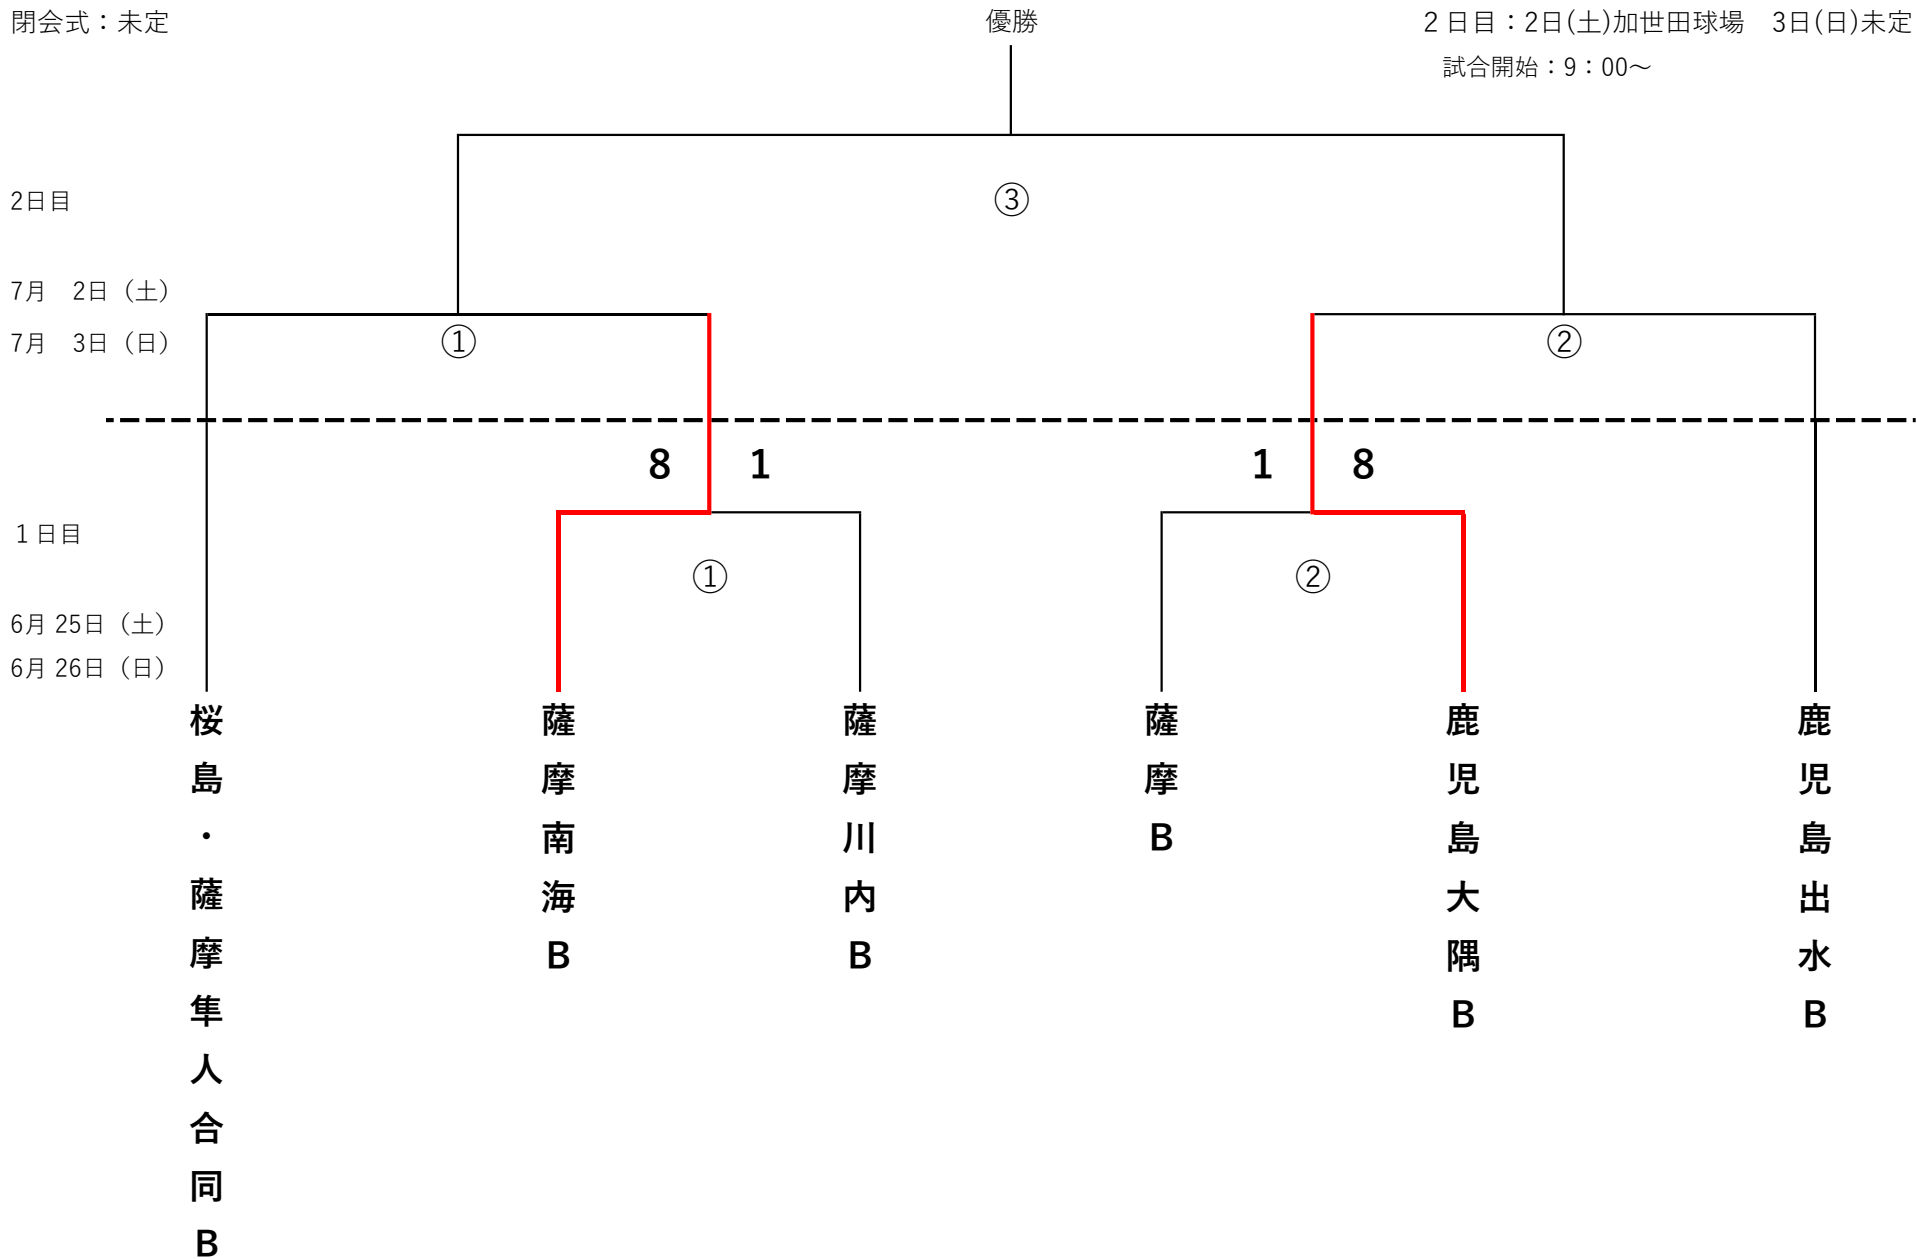 閉会式：未定
優勝
２日目：2日(土)加世田球場　3日(日)未定
試合開始：9：00～
2日目
③
7月　2日（土）
7月　3日（日）
①
②
8 1
1 8
１日目
①
②
6月 25日（土）
6月 26日（日）
桜島・薩摩隼人合同B
薩摩南海B
薩摩川内B
薩摩B
鹿児島大隅B
鹿児島出水B